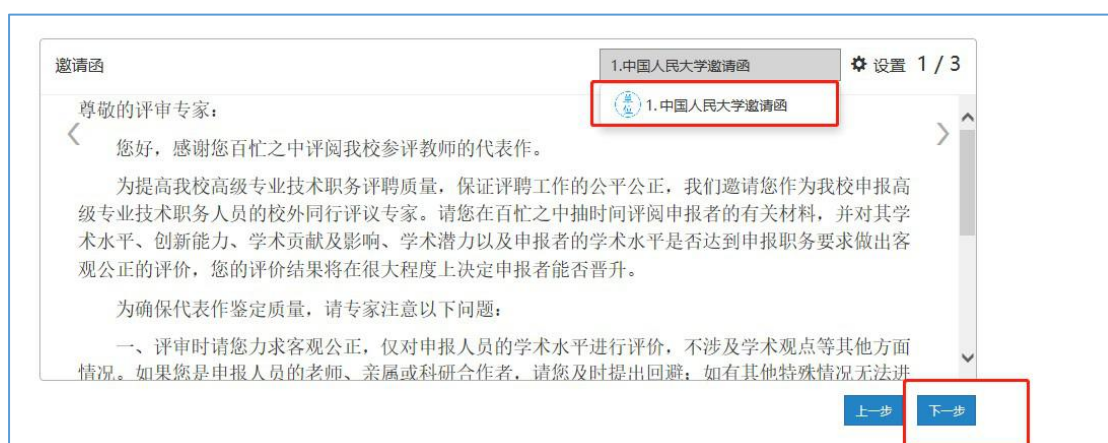 邀请函
1.中国人民大学邀请函
设置 1 / 3
单位 1.中国人民大学邀请函
尊敬的评审专家：
您好，感谢您百忙之中评阅我校参评教师的代表作。
为提高我校高级专业技术职务评聘质量，保证评聘工作的公平公正，我们邀请您作为我校申报高
级专业技术职务人员的校外同行评议专家。请您在百忙之中抽时间评阅申报者的有关材料，并对其学
术水平、创新能力、学术贡献及影响、学术潜力以及申报者的学术水平是否达到申报职务要求做出客
观公正的评价，您的评价结果将在很大程度上决定申报者能否晋升。
为确保代表作鉴定质量，请专家注意以下问题：
一、评审时请您力求客观公正，仅对申报人员的学术水平进行评价，不涉及学术观点等其他方面
情况。如果您是申报人员的老师、亲属或科研合作者，请您及时提出回避；如有其他特殊情况无法进
上一步
下一步